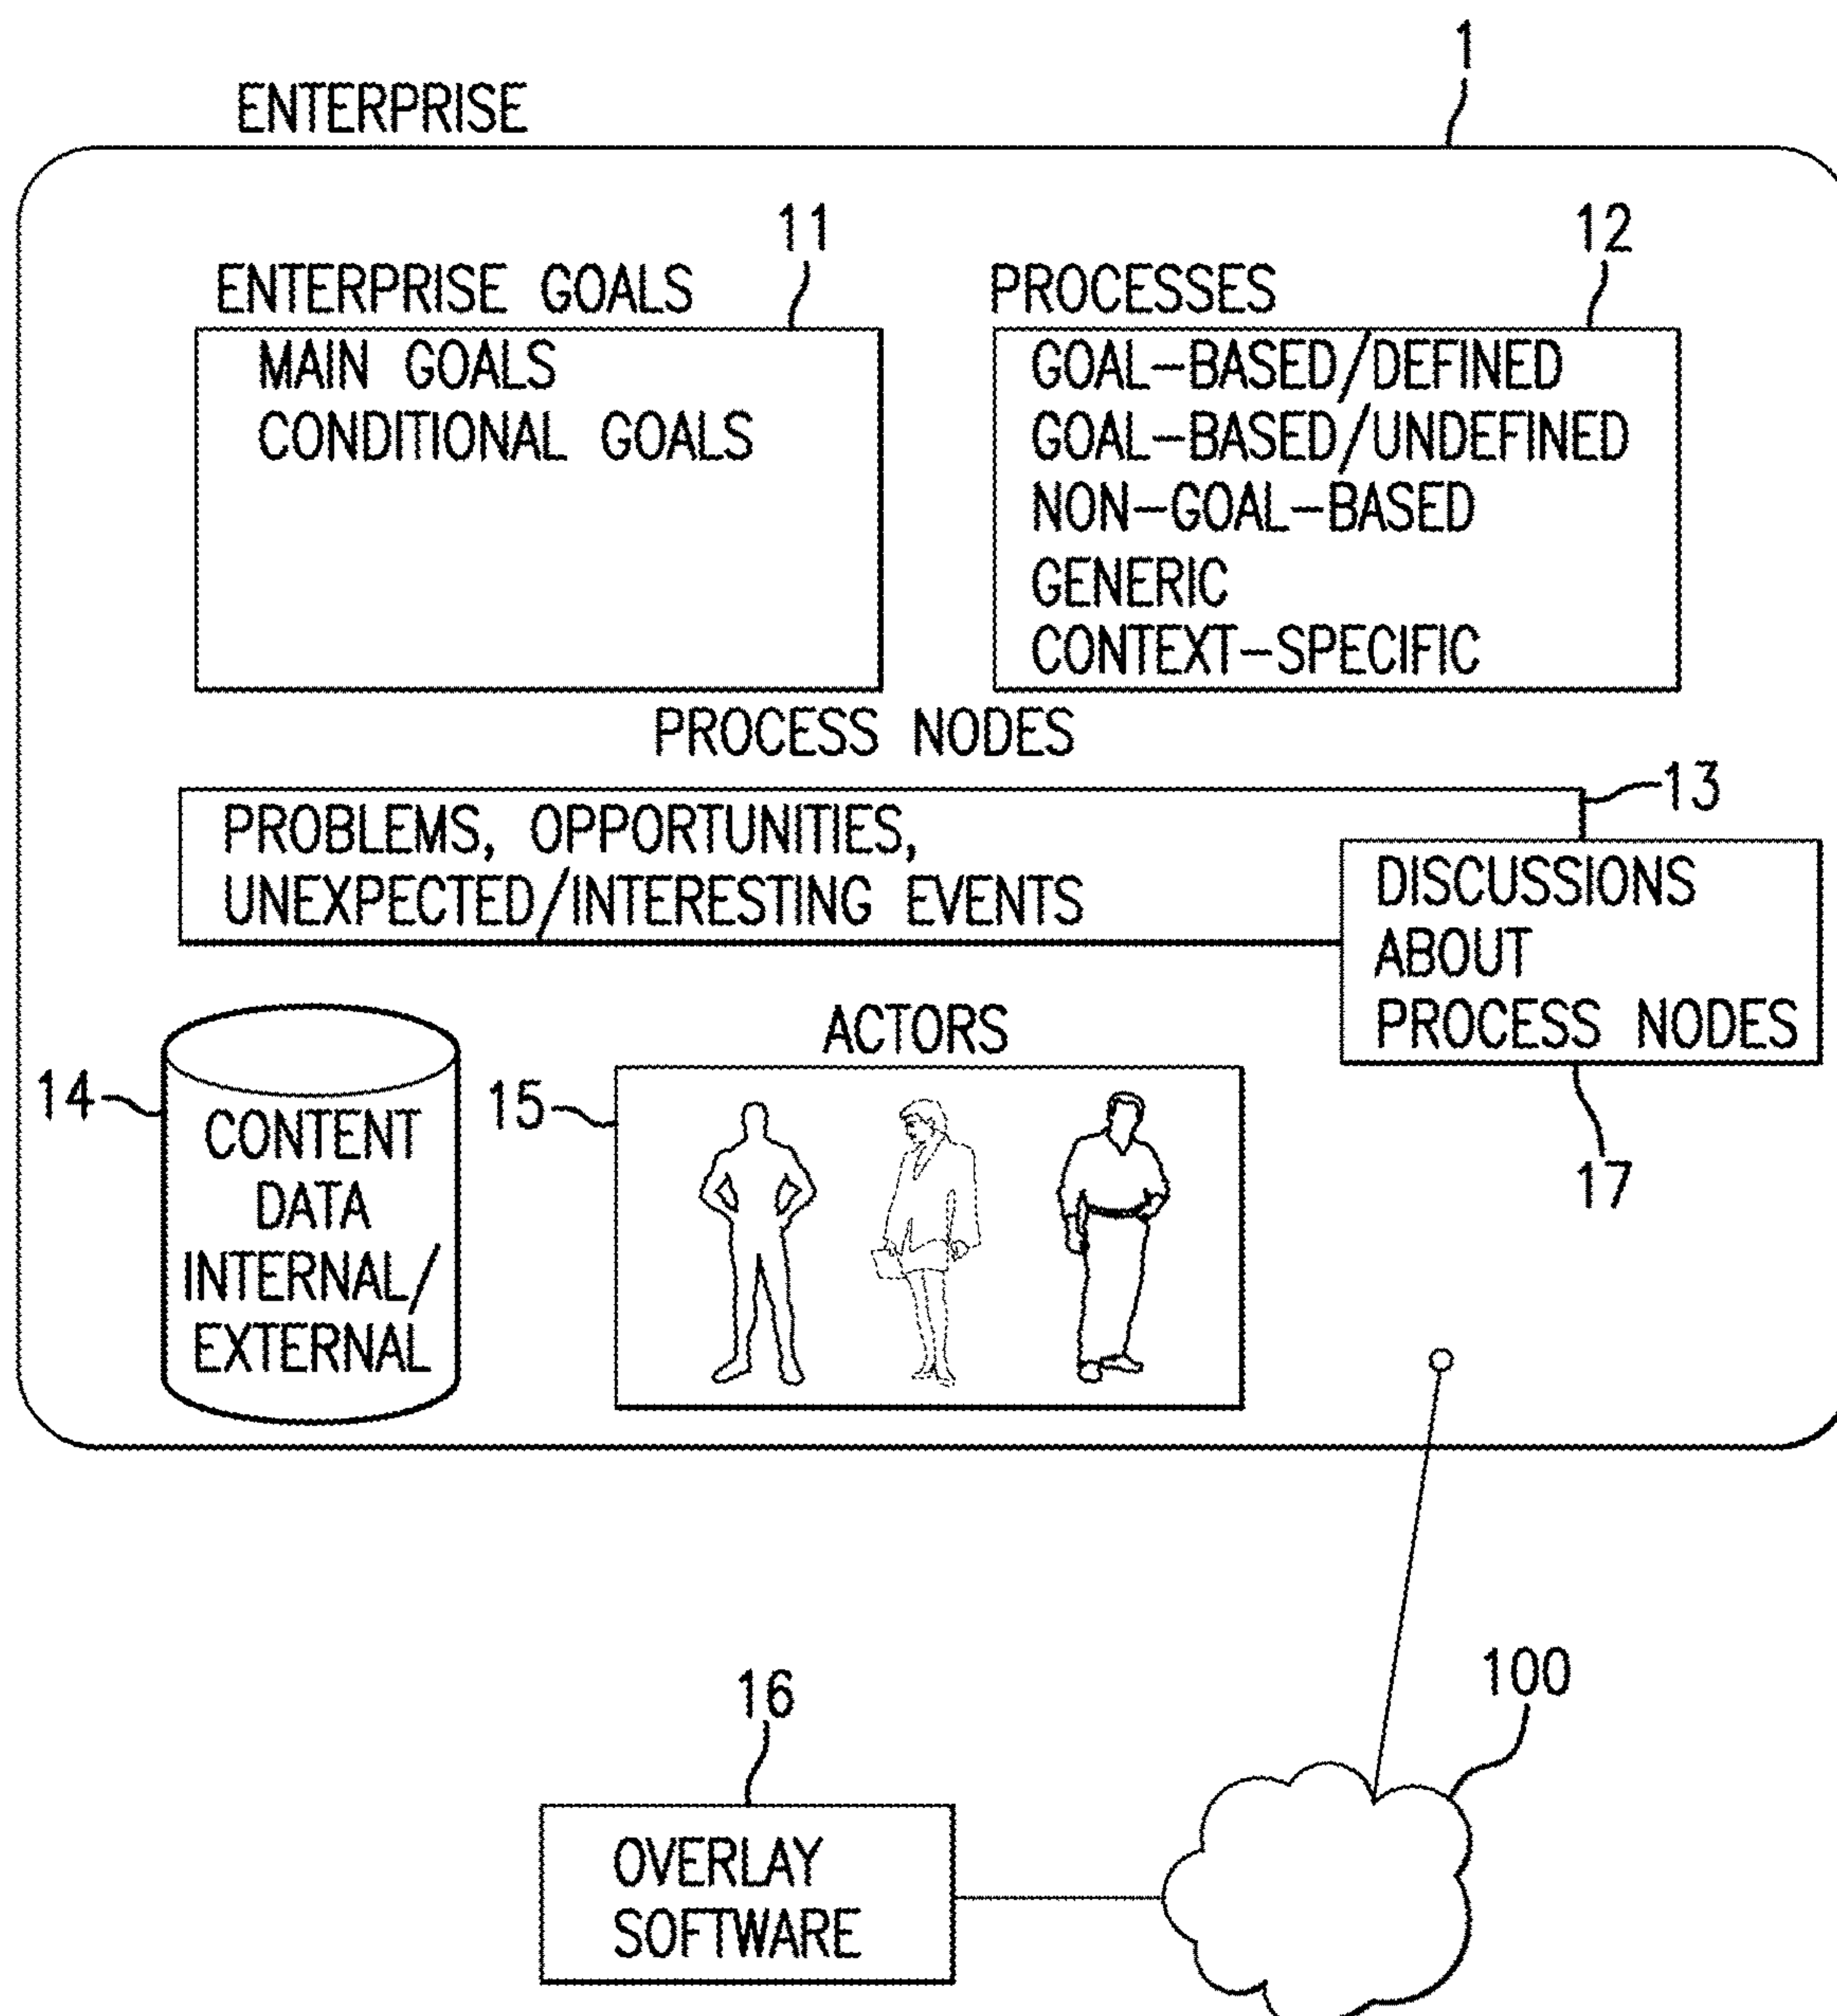 1
ENTERPRISE
11
12
ENTERPRISE GOALS
PROCESSES
MAIN GOALS
CONDITIONAL GOALS
GOAL-BASED/DEFINED
GOAL-BASED/UNDEFINED
NON-GOAL-BASED
GENERIC
CONTEXT-SPECIFIC
PROCESS NODES
13
PROBLEMS, OPPORTUNITIES,
UNEXPECTED/INTERESTING EVENTS
DISCUSSIONS
ABOUT
PROCESS NODES
17
14
CONTENT
DATA
INTERNAL/
EXTERNAL
ACTORS
15
16
100
OVERLAY
SOFTWARE